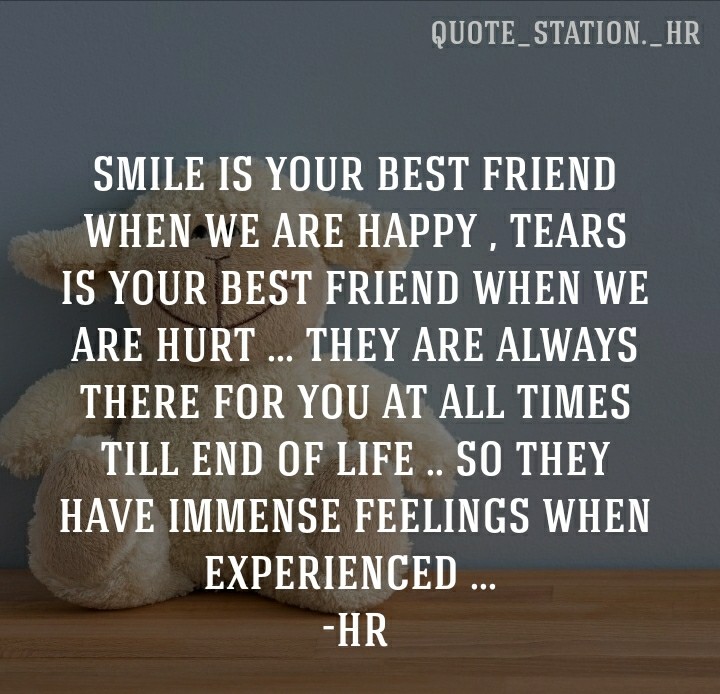 QUOTE_STATION._HR
SMILE IS YOUR BEST FRIEND
WHEN WE ARE HAPPY , TEARS
IS YOUR BEST FRIEND WHEN WE
ARE HURT ... THEY ARE ALWAYS
THERE FOR YOU AT ALL TIMES
TILL END OF LIFE .. SO THEY
HAVE IMMENSE FEELINGS WHEN
EXPERIENCED ...
-HR